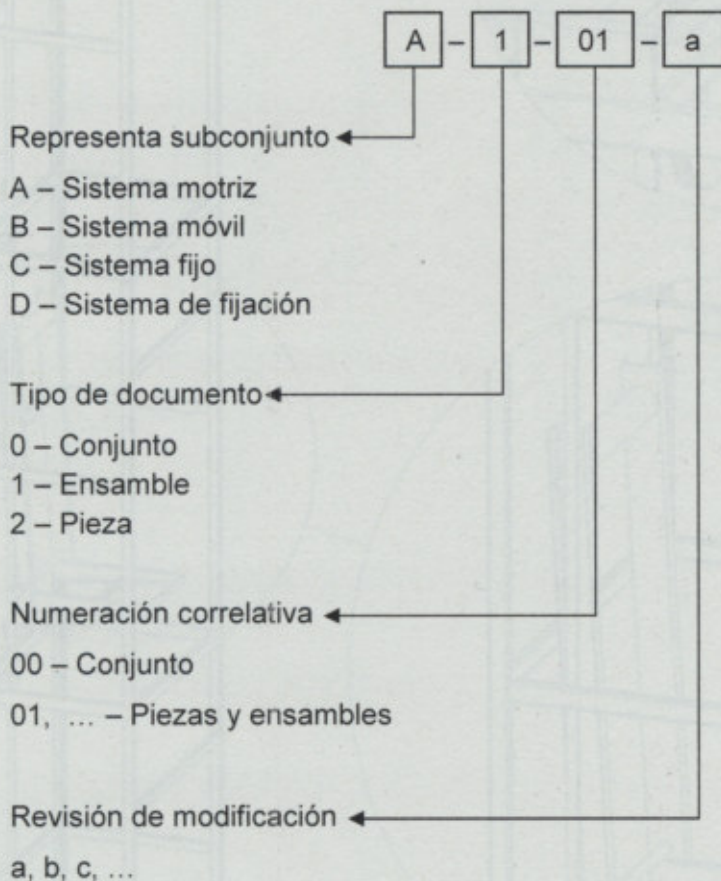 A – 1 – 01 – a
Representa subconjunto
A – Sistema motriz
B – Sistema móvil
C – Sistema fijo
D – Sistema de fijación
Tipo de documento
0 – Conjunto
1 – Ensamble
2 – Pieza
Numeración correlativa
00 – Conjunto
01, ... – Piezas y ensambles
Revisión de modificación
a, b, c, ...